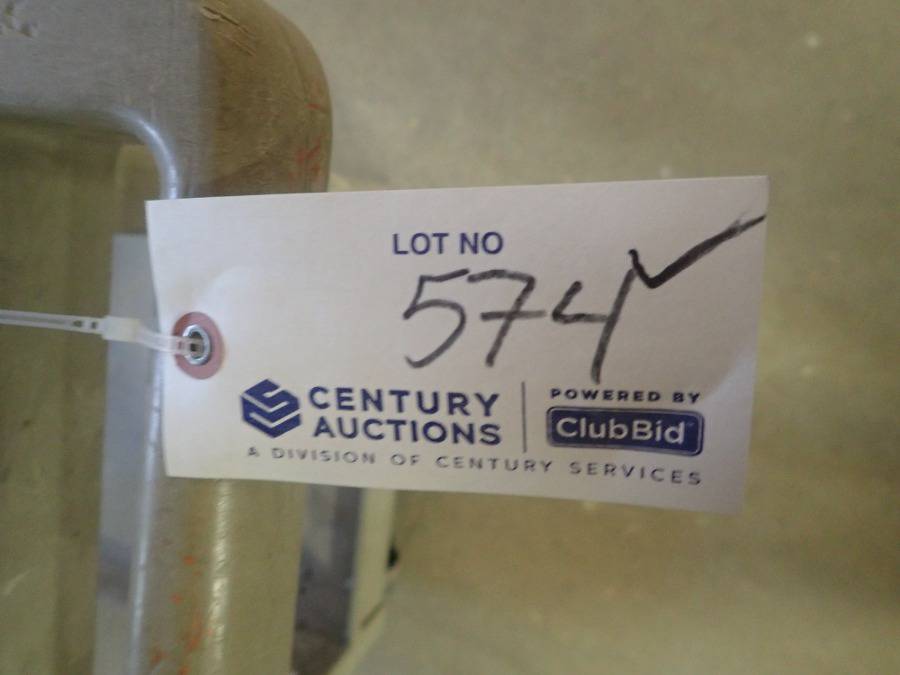 LOT NO
574 ✓
CENTURY
AUCTIONS
POWERED BY
ClubBid
A DIVISION OF CENTURY SERVICES